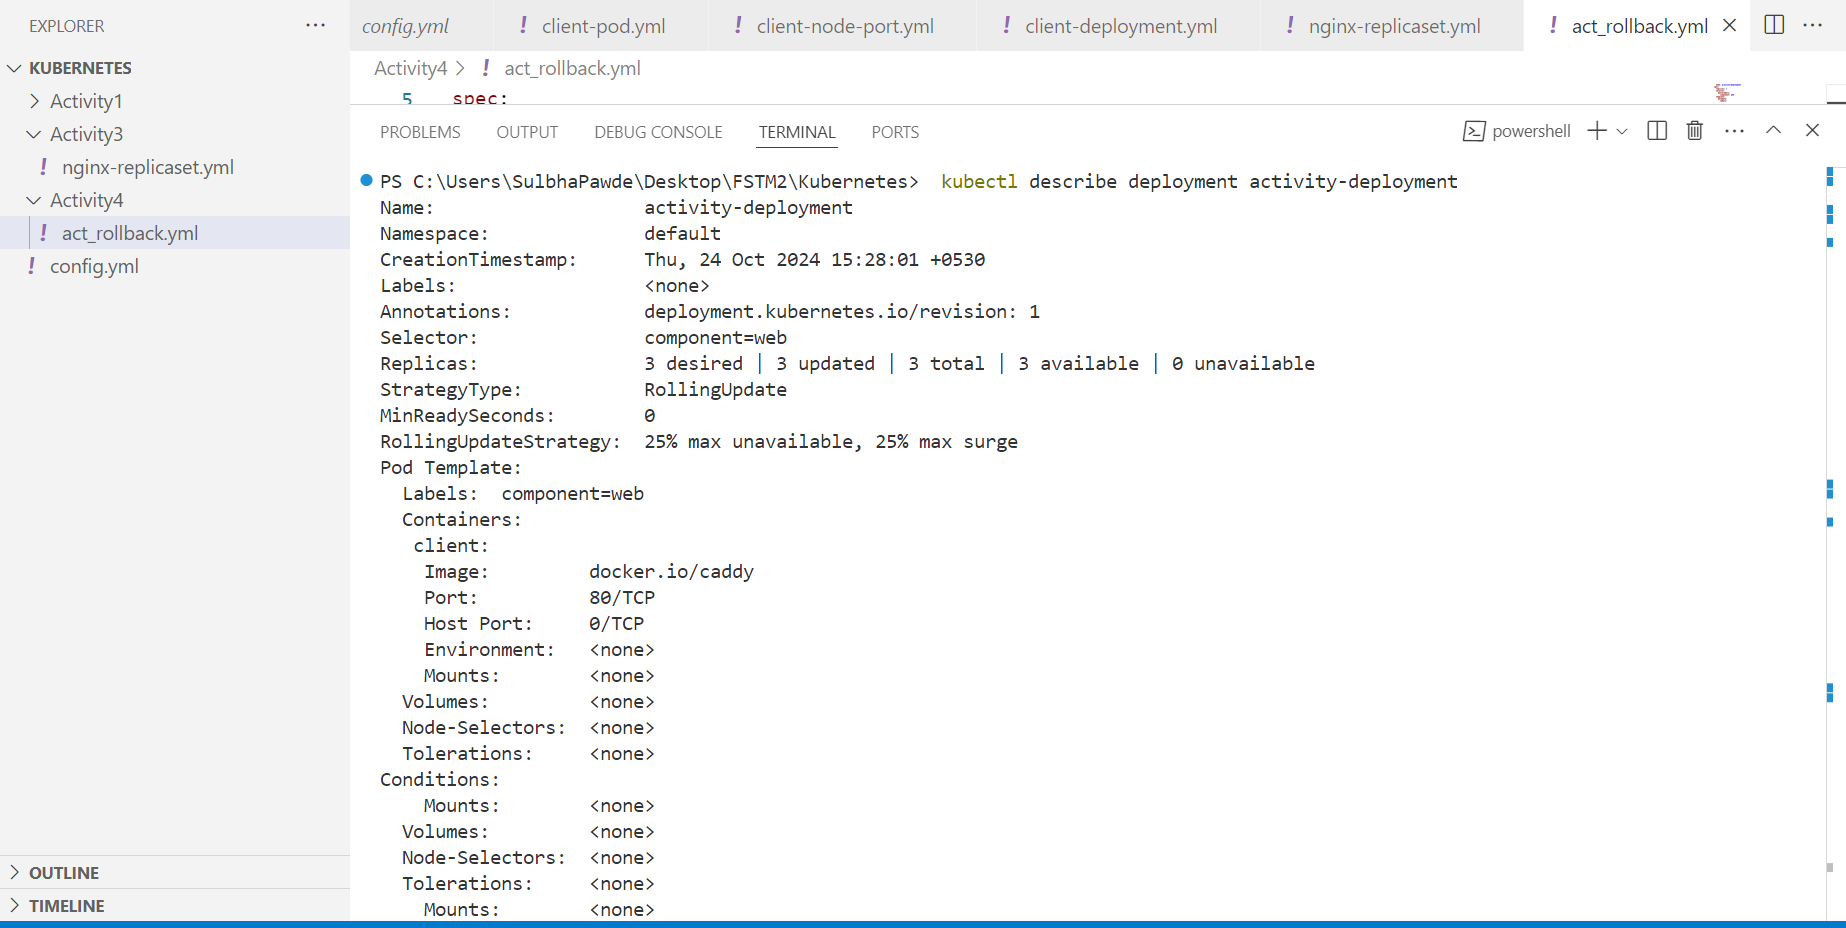 EXPLORER
KUBERNETES
Activity1
Activity3
! nginx-replicaset.yml
Activity4
! act_rollback.yml
! config.yml
OUTLINE
TIMELINE
config.yml ! client-pod.yml ! client-node-port.yml ! client-deployment.yml ! nginx-replicaset.yml ! act_rollback.yml
Activity4 > ! act_rollback.yml
5 spec:
PROBLEMS OUTPUT DEBUG CONSOLE TERMINAL PORTS powershell
PS C:\Users\SulbhaPawde\Desktop\FSTM2\Kubernetes> kubectl describe deployment activity-deployment
Name: activity-deployment
Namespace: default
CreationTimestamp: Thu, 24 Oct 2024 15:28:01 +0530
Labels: <none>
Annotations: deployment.kubernetes.io/revision: 1
Selector: component=web
Replicas: 3 desired | 3 updated | 3 total | 3 available | 0 unavailable
StrategyType: RollingUpdate
MinReadySeconds: 0
RollingUpdateStrategy: 25% max unavailable, 25% max surge
Pod Template:
Labels: component=web
Containers:
client:
Image: docker.io/caddy
Port: 80/TCP
Host Port: 0/TCP
Environment: <none>
Mounts: <none>
Volumes: <none>
Node-Selectors: <none>
Tolerations: <none>
Conditions:
Mounts: <none>
Volumes: <none>
Node-Selectors: <none>
Tolerations: <none>
Mounts: <none>